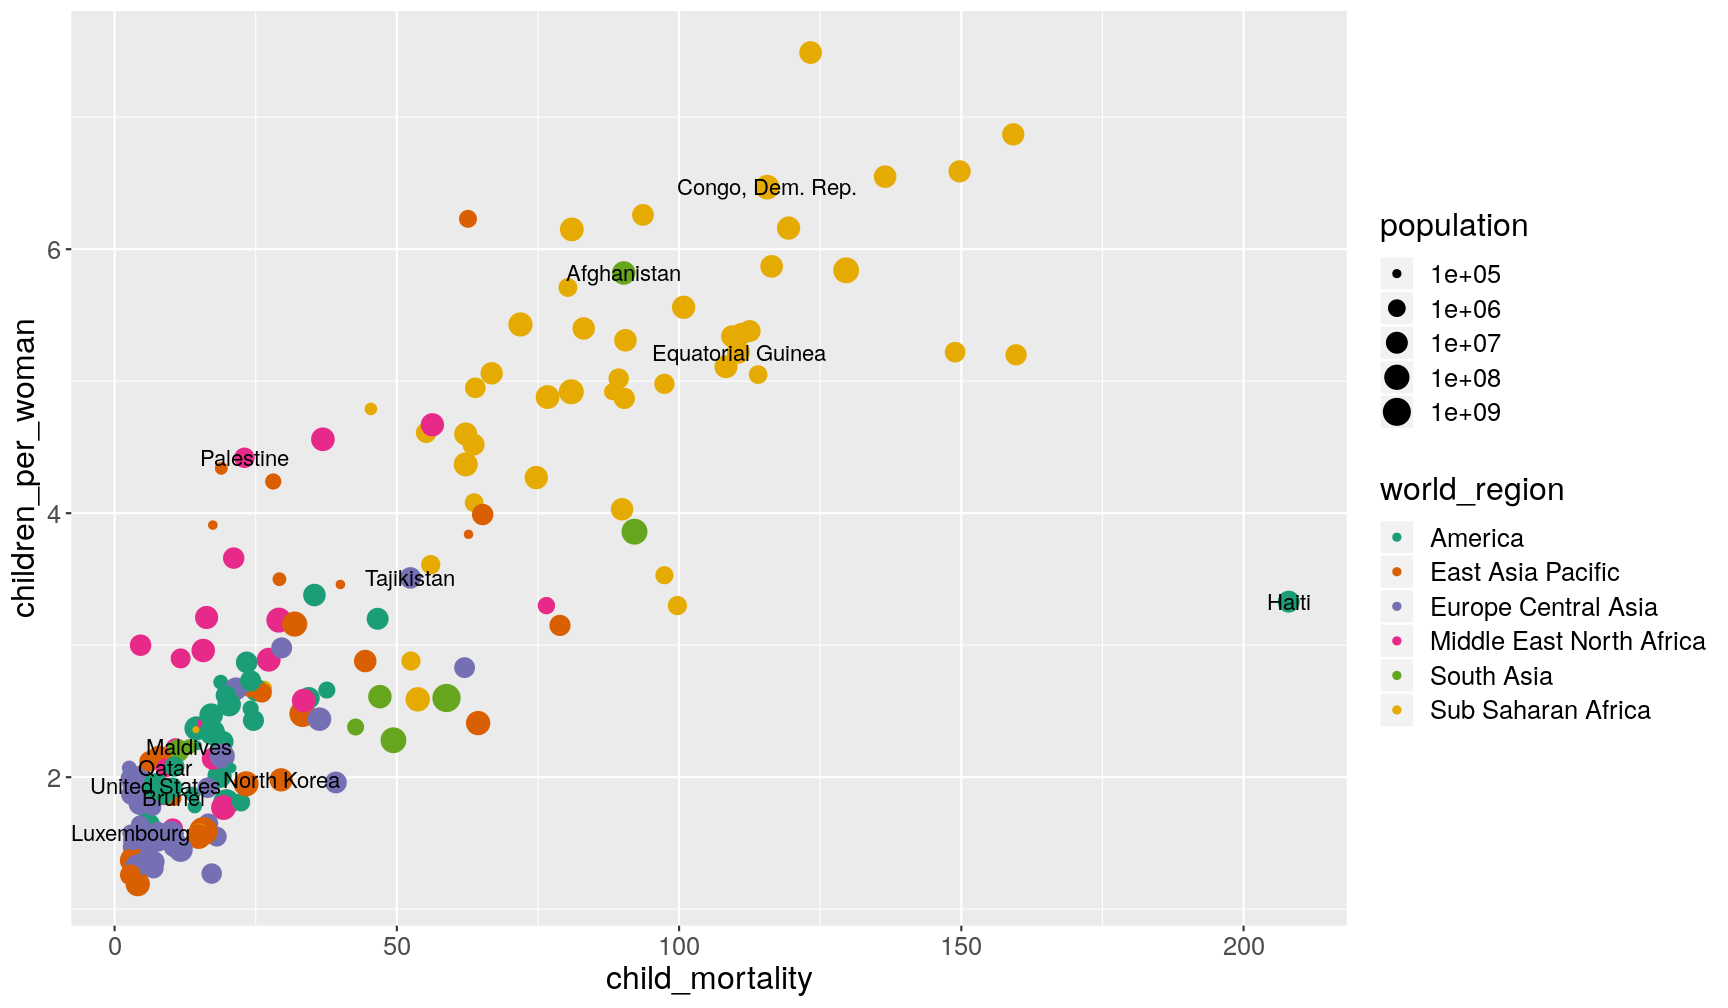 children_per_woman
6
4
2
0
50
100
150
200
child_mortality
Congo, Dem. Rep.
Afghanistan
Equatorial Guinea
Palestine
Tajikistan
Haiti
Maldives
Qatar
United States
North Korea
Brunei
Luxembourg
population
1e+05
1e+06
1e+07
1e+08
1e+09
world_region
America
East Asia Pacific
Europe Central Asia
Middle East North Africa
South Asia
Sub Saharan Africa